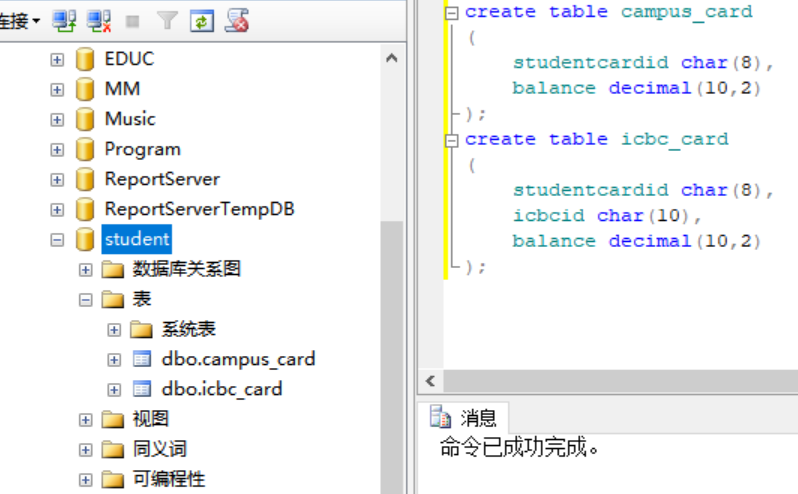 连接
EDUC
MM
Music
Program
ReportServer
ReportServerTempDB
student
数据库关系图
表
系统表
dbo.campus_card
dbo.icbc_card
视图
同义词
可编程性
create table campus_card
(
studentcardid char(8),
balance decimal(10,2)
);
create table icbc_card
(
studentcardid char(8),
icbcid char(10),
balance decimal(10,2)
);
消息
命令已成功完成。